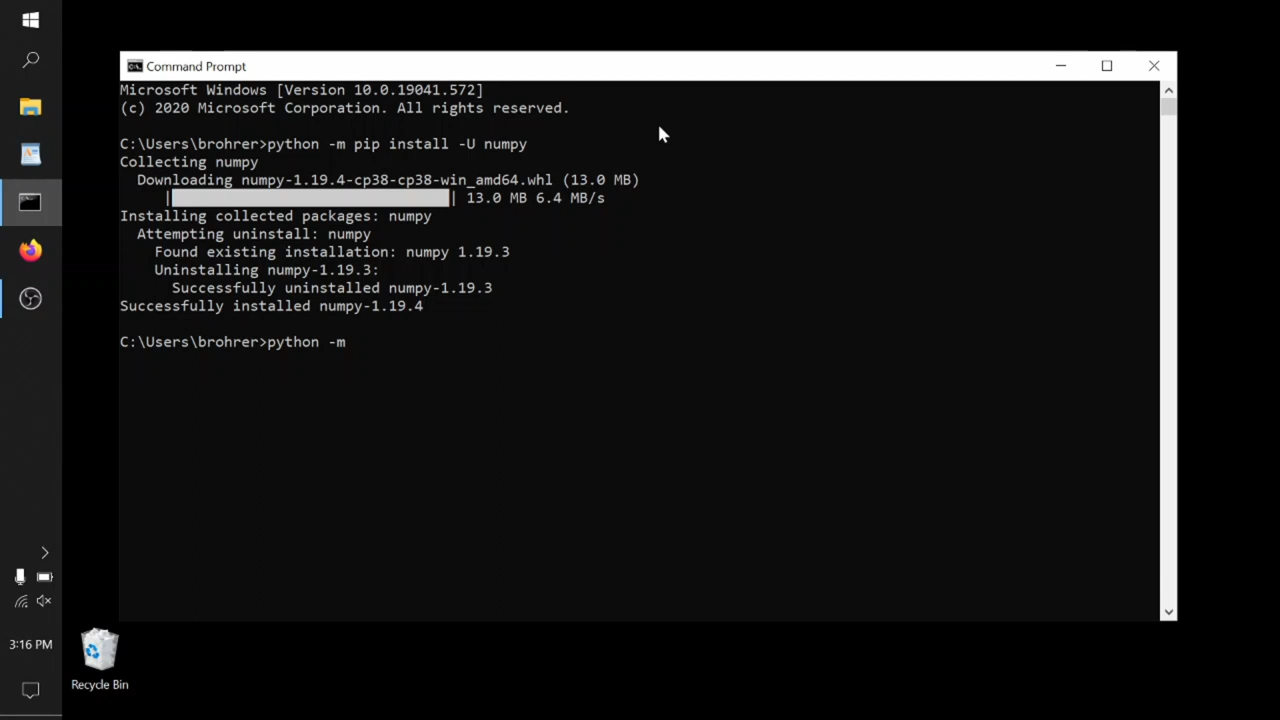 Command Prompt
Microsoft Windows [Version 10.0.19041.572]
(c) 2020 Microsoft Corporation. All rights reserved.
C:\Users\brohrer>python -m pip install -U numpy
Collecting numpy
Downloading numpy-1.19.4-cp38-cp38-win_amd64.whl (13.0 MB)
| | 13.0 MB 6.4 MB/s
Installing collected packages: numpy
Attempting uninstall: numpy
Found existing installation: numpy 1.19.3
Uninstalling numpy-1.19.3:
Successfully uninstalled numpy-1.19.3
Successfully installed numpy-1.19.4
C:\Users\brohrer>python -m
3:16 PM
Recycle Bin